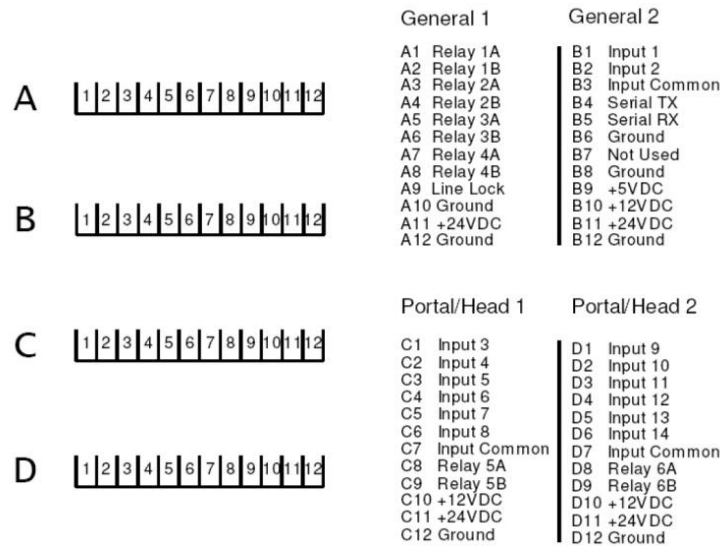 General 1
A1 Relay 1A
A2 Relay 1B
A3 Relay 2A
A4 Relay 2B
A5 Relay 3A
A6 Relay 3B
A7 Relay 4A
A8 Relay 4B
A9 Line Lock
A10 Ground
A11 +24VDC
A12 Ground
General 2
B1 Input 1
B2 Input 2
B3 Input Common
B4 Serial TX
B5 Serial RX
B6 Ground
B7 Not Used
B8 Ground
B9 +5VDC
B10 +12VDC
B11 +24VDC
B12 Ground
A 1 2 3 4 5 6 7 8 9 10 11 12
B 1 2 3 4 5 6 7 8 9 10 11 12
Portal/Head 1
C1 Input 3
C2 Input 4
C3 Input 5
C4 Input 6
C5 Input 7
C6 Input 8
C7 Input Common
C8 Relay 5A
C9 Relay 5B
C10 +12VDC
C11 +24VDC
C12 Ground
Portal/Head 2
D1 Input 9
D2 Input 10
D3 Input 11
D4 Input 12
D5 Input 13
D6 Input 14
D7 Input Common
D8 Relay 6A
D9 Relay 6B
D10 +12VDC
D11 +24VDC
D12 Ground
C 1 2 3 4 5 6 7 8 9 10 11 12
D 1 2 3 4 5 6 7 8 9 10 11 12